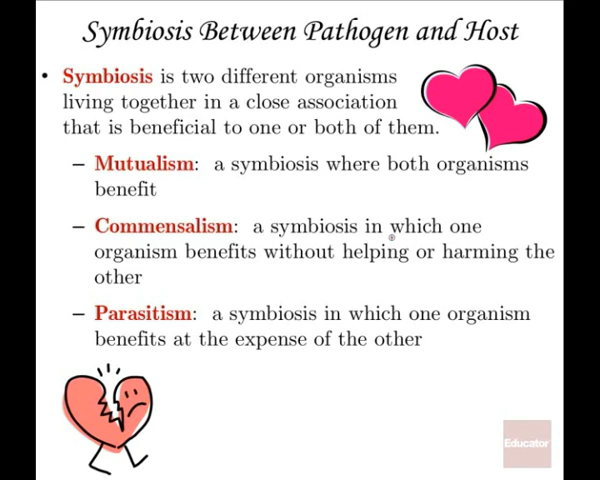 Symbiosis Between Pathogen and Host
• Symbiosis is two different organisms
living together in a close association
that is beneficial to one or both of them.
– Mutualism: a symbiosis where both organisms
benefit
– Commensalism: a symbiosis in which one
organism benefits without helping or harming the
other
– Parasitism: a symbiosis in which one organism
benefits at the expense of the other
Educator